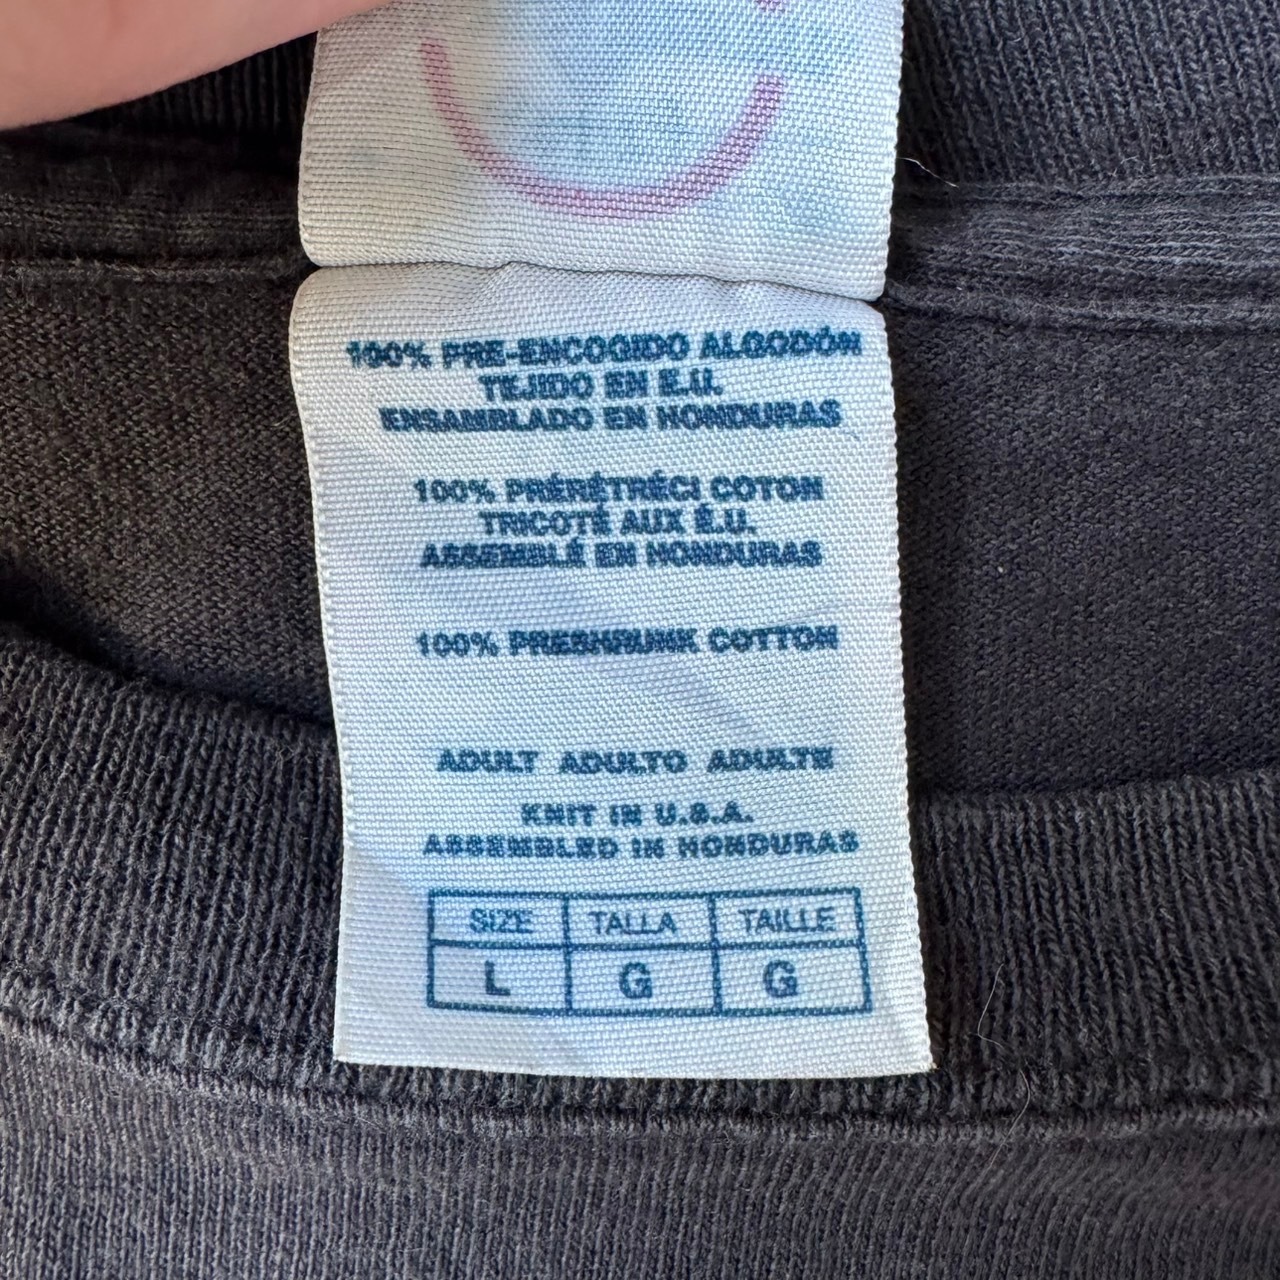 100% PRE-ENCOGIDO ALGODÓN
TEJIDO EN E.U.
ENSAMBLADO EN HONDURAS
100% PRÉRÉTRÉCI COTON
TRICOTÉ AUX É.U.
ASSEMBLÉ EN HONDURAS
100% PRESHRUNK COTTON
ADULT ADULTO ADULTE
KNIT IN U.S.A.
ASSEMBLED IN HONDURAS
SIZE TALLA TAILLE
L G G